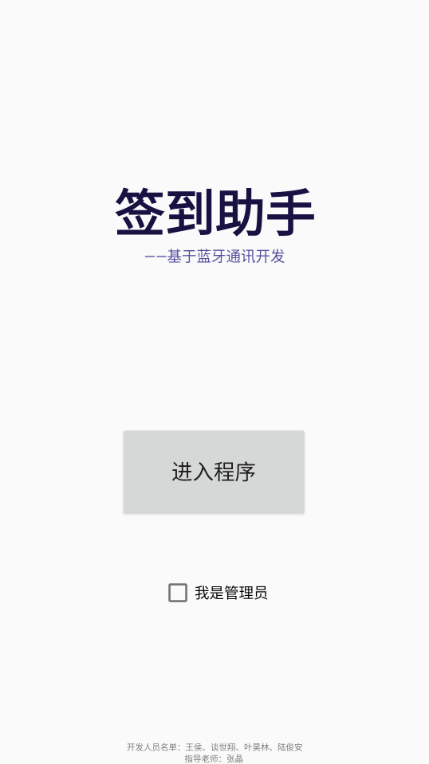 签到助手
——基于蓝牙通讯开发
进入程序
我是管理员
开发人员名单：王侯、谈世翔、叶昊林、陆俊安
指导老师：张晶